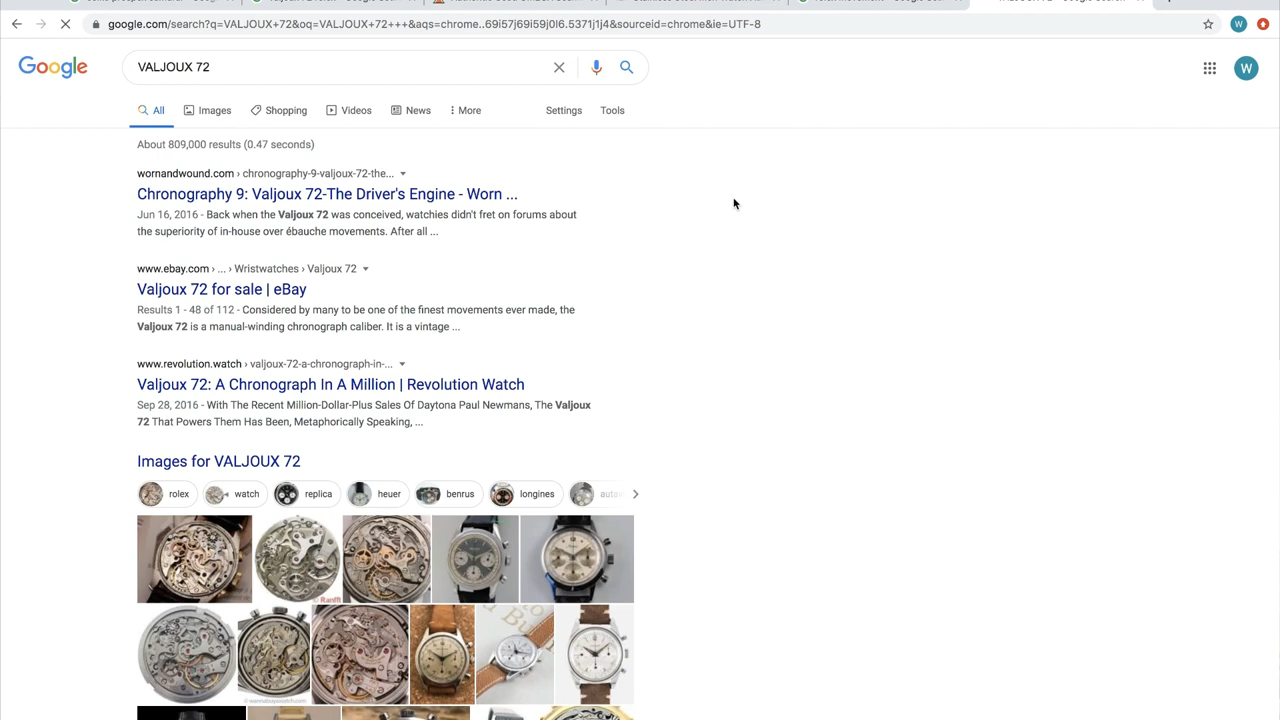 google.com/search?q=VALJOUX+72&oq=VALJOUX+72+++&aqs=chrome..69i57j69i59j0l6.5371j1j4&sourceid=chrome&ie=UTF-8
W
Google
VALJOUX 72
W
All
Images
Shopping
Videos
News
More
Settings
Tools
About 809,000 results (0.47 seconds)
wornandwound.com › chronography-9-valjoux-72-the...
Chronography 9: Valjoux 72-The Driver's Engine - Worn ...
Jun 16, 2016 - Back when the Valjoux 72 was conceived, watchies didn't fret on forums about
the superiority of in-house over ébauche movements. After all ...
www.ebay.com › ... › Wristwatches › Valjoux 72
Valjoux 72 for sale | eBay
Results 1 - 48 of 112 - Considered by many to be one of the finest movements ever made, the
Valjoux 72 is a manual-winding chronograph caliber. It is a vintage ...
www.revolution.watch › valjoux-72-a-chronograph-in-...
Valjoux 72: A Chronograph In A Million | Revolution Watch
Sep 28, 2016 - With The Recent Million-Dollar-Plus Sales Of Daytona Paul Newmans, The Valjoux
72 That Powers Them Has Been, Metaphorically Speaking, ...
Images for VALJOUX 72
rolex
watch
replica
heuer
benrus
longines
© Ranfft